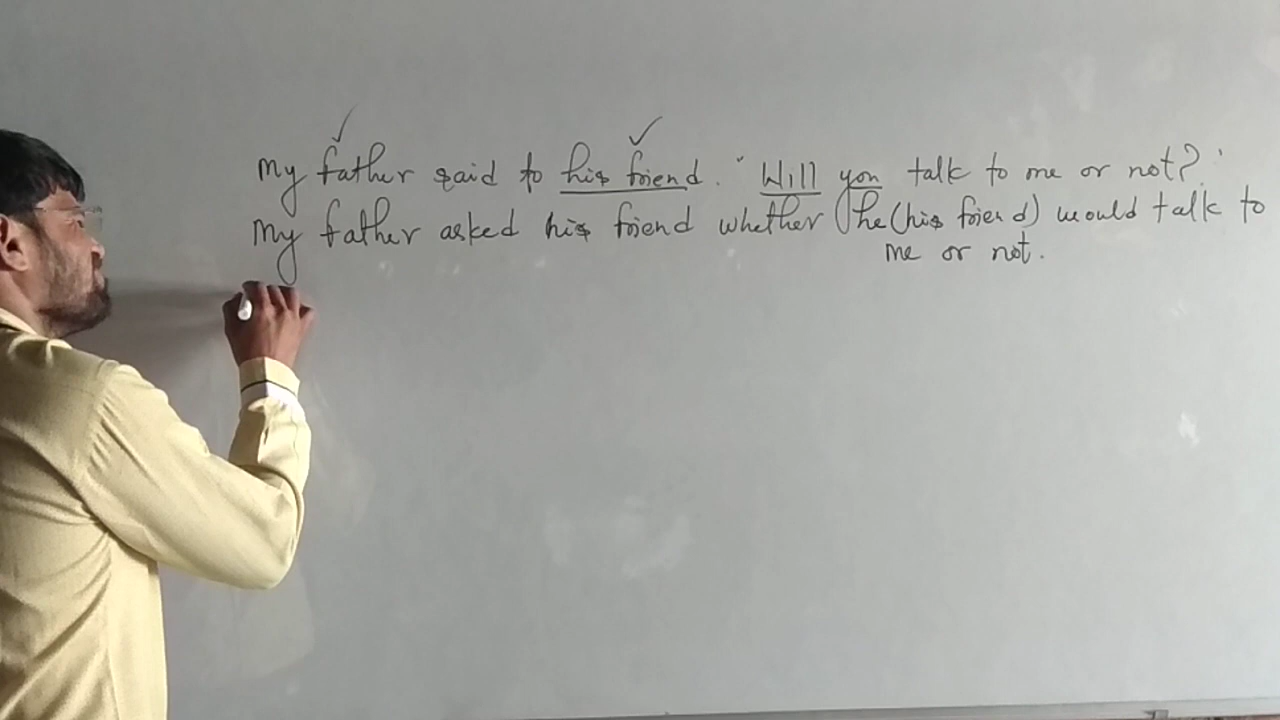 My father said to his friend. "Will you talk to me or not?"
My father asked his friend whether (he (his friend) would talk to
me or not.